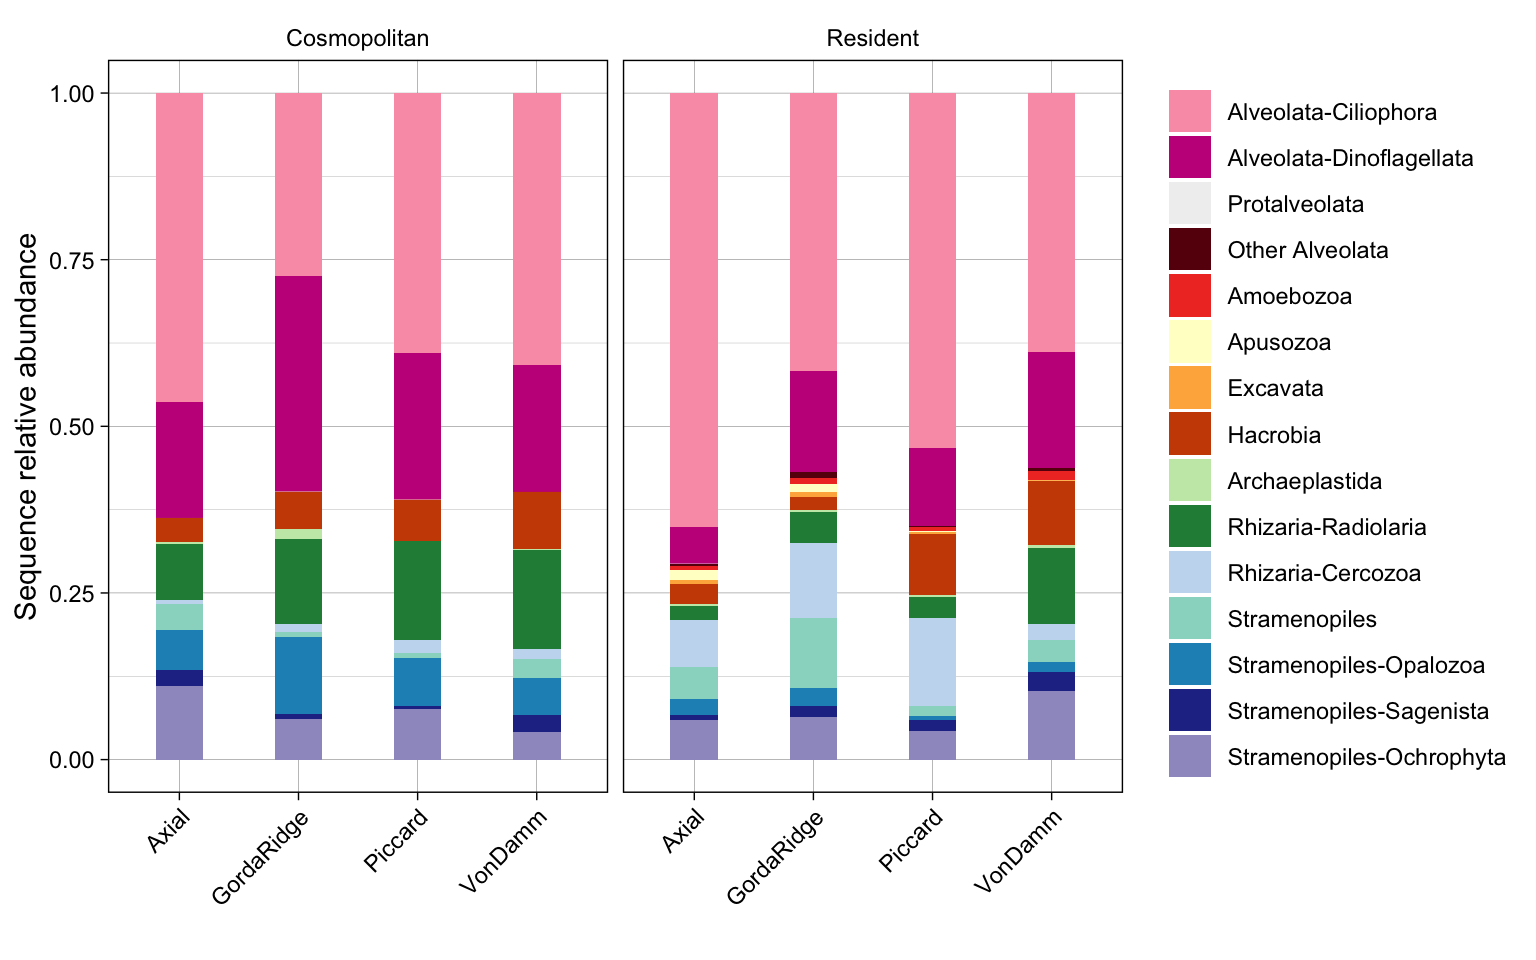 Cosmopolitan
Resident
Sequence relative abundance
1.00
0.75
0.50
0.25
0.00
Axial
GordaRidge
Piccard
VonDamm
Axial
GordaRidge
Piccard
VonDamm
Alveolata-Ciliophora
Alveolata-Dinoflagellata
Protalveolata
Other Alveolata
Amoebozoa
Apusozoa
Excavata
Hacrobia
Archaeplastida
Rhizaria-Radiolaria
Rhizaria-Cercozoa
Stramenopiles
Stramenopiles-Opalozoa
Stramenopiles-Sagenista
Stramenopiles-Ochrophyta